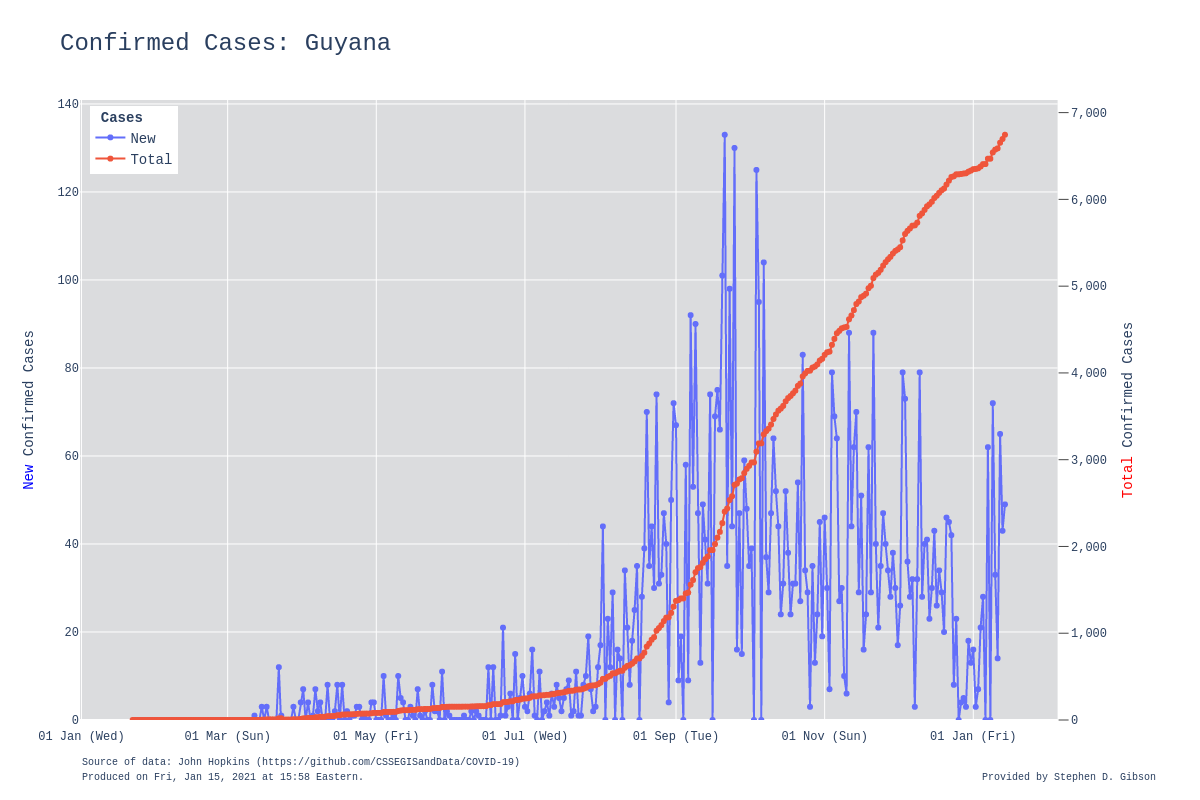 Confirmed Cases: Guyana
Cases
New
Total
140
120
100
80
60
40
20
0
7,000
6,000
5,000
4,000
3,000
2,000
1,000
0
New Confirmed Cases
Total Confirmed Cases
01 Jan (Wed)
01 Mar (Sun)
01 May (Fri)
01 Jul (Wed)
01 Sep (Tue)
01 Nov (Sun)
01 Jan (Fri)
Source of data: John Hopkins (https://github.com/CSSEGISandData/COVID-19)
Produced on Fri, Jan 15, 2021 at 15:58 Eastern.
Provided by Stephen D. Gibson